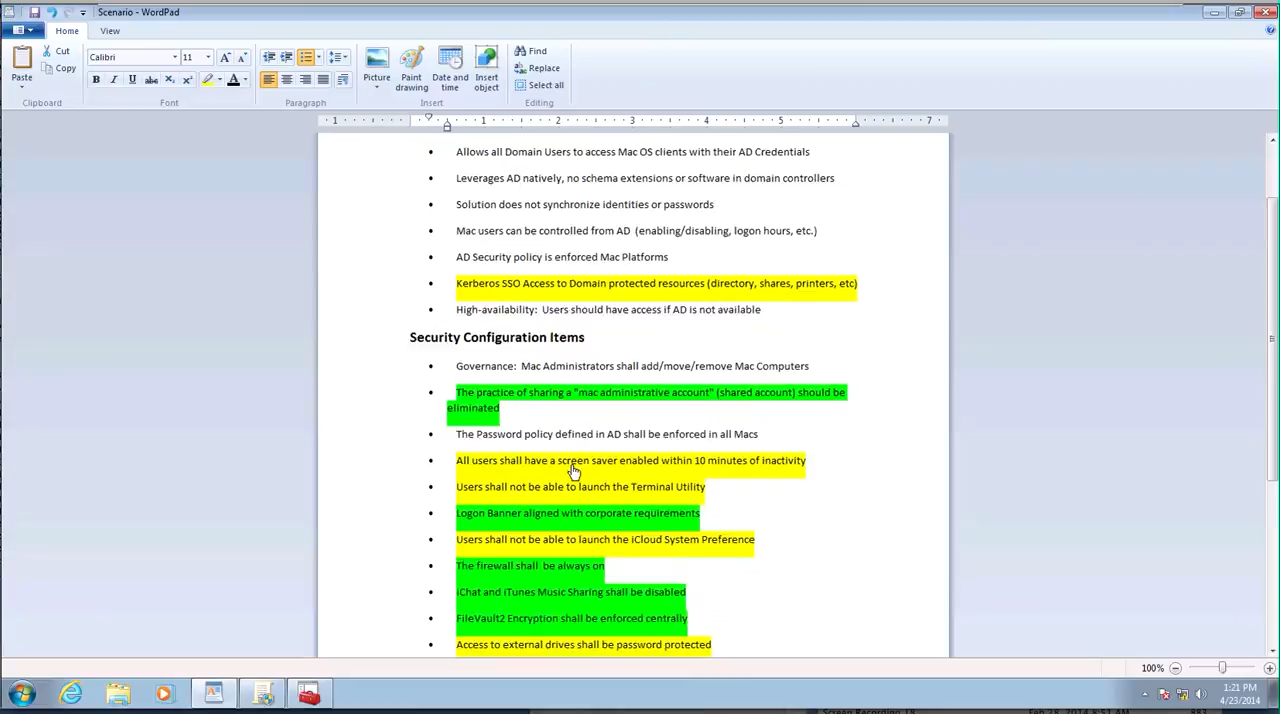 Scenario - WordPad
Home
View
Paste
Cut
Copy
Clipboard
Calibri
11
Font
Paragraph
Picture
Paint drawing
Date and time
Insert object
Insert
Find
Replace
Select all
Editing
1 1 2 3 4 5 7
Allows all Domain Users to access Mac OS clients with their AD Credentials
Leverages AD natively, no schema extensions or software in domain controllers
Solution does not synchronize identities or passwords
Mac users can be controlled from AD (enabling/disabling, logon hours, etc.)
AD Security policy is enforced Mac Platforms
Kerberos SSO Access to Domain protected resources (directory, shares, printers, etc)
High-availability: Users should have access if AD is not available
Security Configuration Items
Governance: Mac Administrators shall add/move/remove Mac Computers
The practice of sharing a "mac administrative account" (shared account) should be
eliminated
The Password policy defined in AD shall be enforced in all Macs
All users shall have a screen saver enabled within 10 minutes of inactivity
Users shall not be able to launch the Terminal Utility
Logon Banner aligned with corporate requirements
Users shall not be able to launch the iCloud System Preference
The firewall shall be always on
iChat and iTunes Music Sharing shall be disabled
FileVault2 Encryption shall be enforced centrally
Access to external drives shall be password protected
100%
1:21 PM
4/23/2014